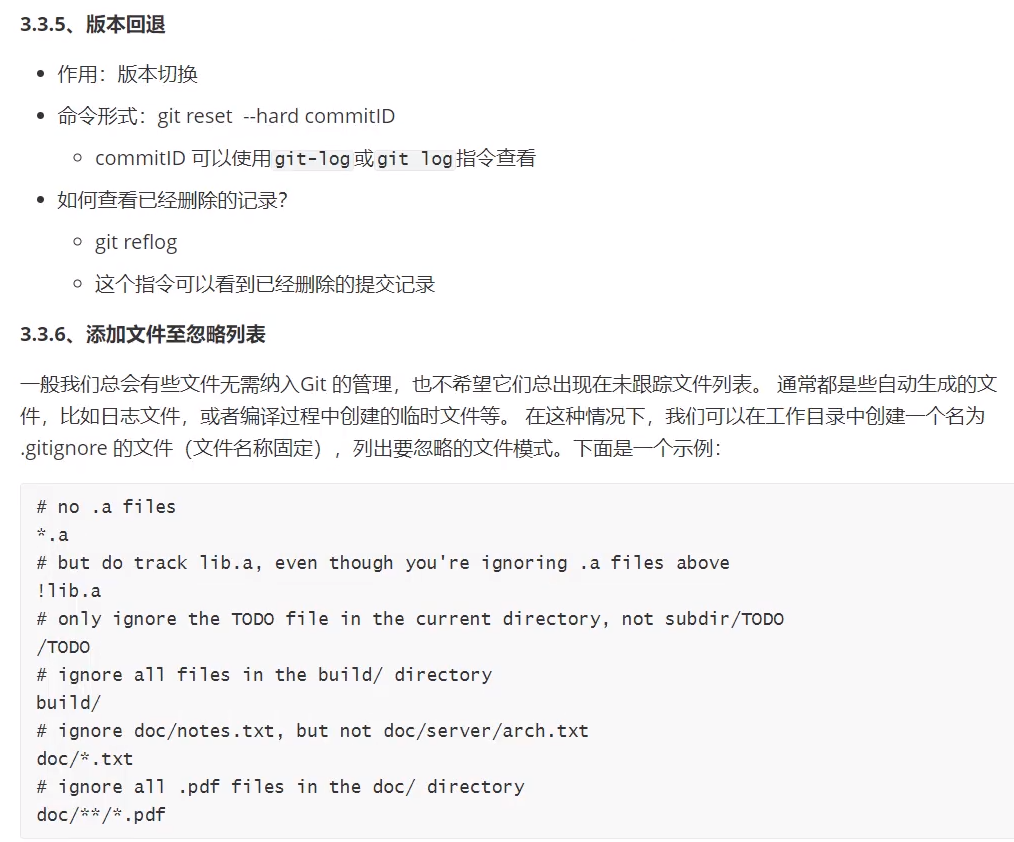 3.3.5、版本回退
作用：版本切换
命令形式：git reset  --hard commitID
commitID 可以使用git-log或git log指令查看
如何查看已经删除的记录？
git reflog
这个指令可以看到已经删除的提交记录
3.3.6、添加文件至忽略列表
一般我们总会有些文件无需纳入Git 的管理，也不希望它们总出现在未跟踪文件列表。 通常都是些自动生成的文
件，比如日志文件，或者编译过程中创建的临时文件等。 在这种情况下，我们可以在工作目录中创建一个名为
.gitignore 的文件（文件名称固定），列出要忽略的文件模式。下面是一个示例：
# no .a files
*.a
# but do track lib.a, even though you're ignoring .a files above
!lib.a
# only ignore the TODO file in the current directory, not subdir/TODO
/TODO
# ignore all files in the build/ directory
build/
# ignore doc/notes.txt, but not doc/server/arch.txt
doc/*.txt
# ignore all .pdf files in the doc/ directory
doc/**/*.pdf